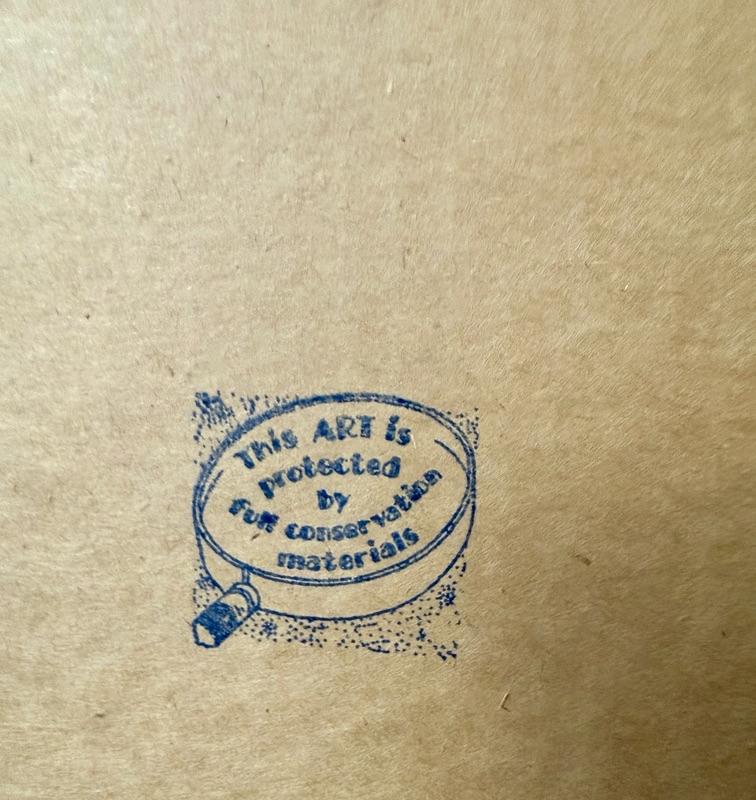 This ART is
protected
by
full conservation
materials